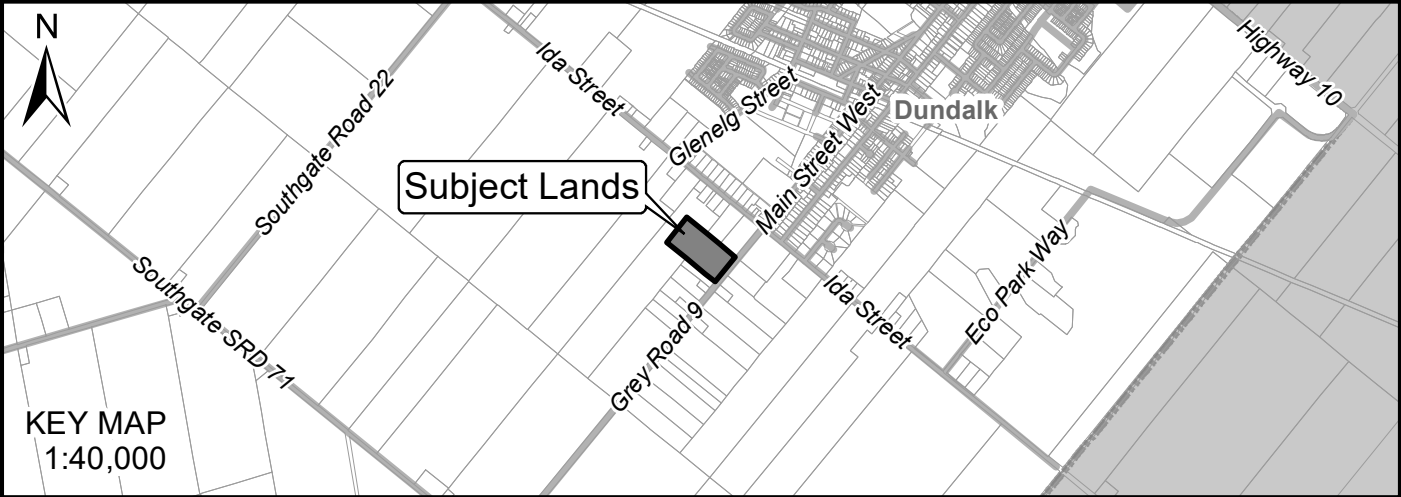 N
Ida Street
Highway 10
Southgate Road 22
Glenelg Street
Main Street West
Dundalk
Subject Lands
Southgate SRD 71
Grey Road 9
Ida Street
Eco Park Way
KEY MAP
1:40,000